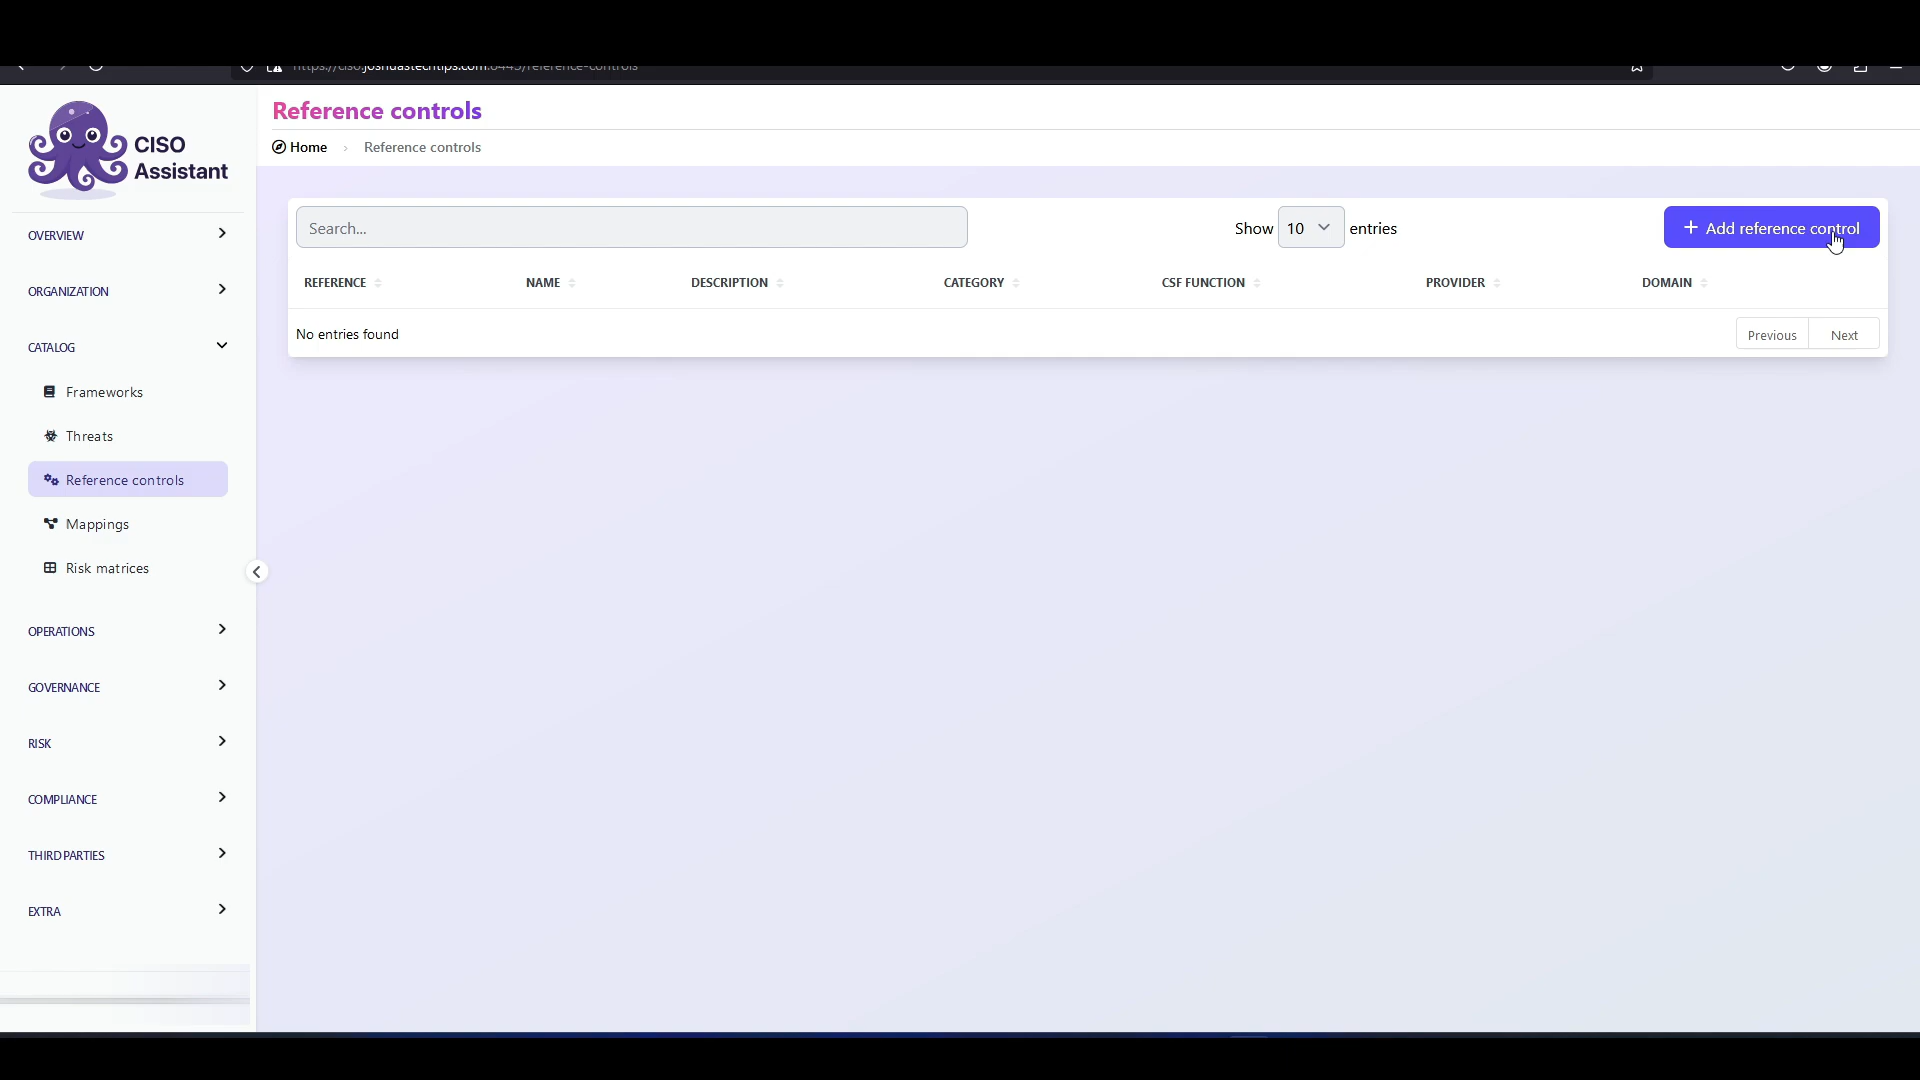 https://ciso.joshuastechtips.com:8443/reference-controls
CISO
Assistant
Reference controls
Home
Reference controls
OVERVIEW
ORGANIZATION
CATALOG
Frameworks
Threats
Reference controls
Mappings
Risk matrices
OPERATIONS
GOVERNANCE
RISK
COMPLIANCE
THIRD PARTIES
EXTRA
Search...
Show 10 entries
+ Add reference control
REFERENCE NAME DESCRIPTION CATEGORY CSF FUNCTION PROVIDER DOMAIN
No entries found
Previous Next